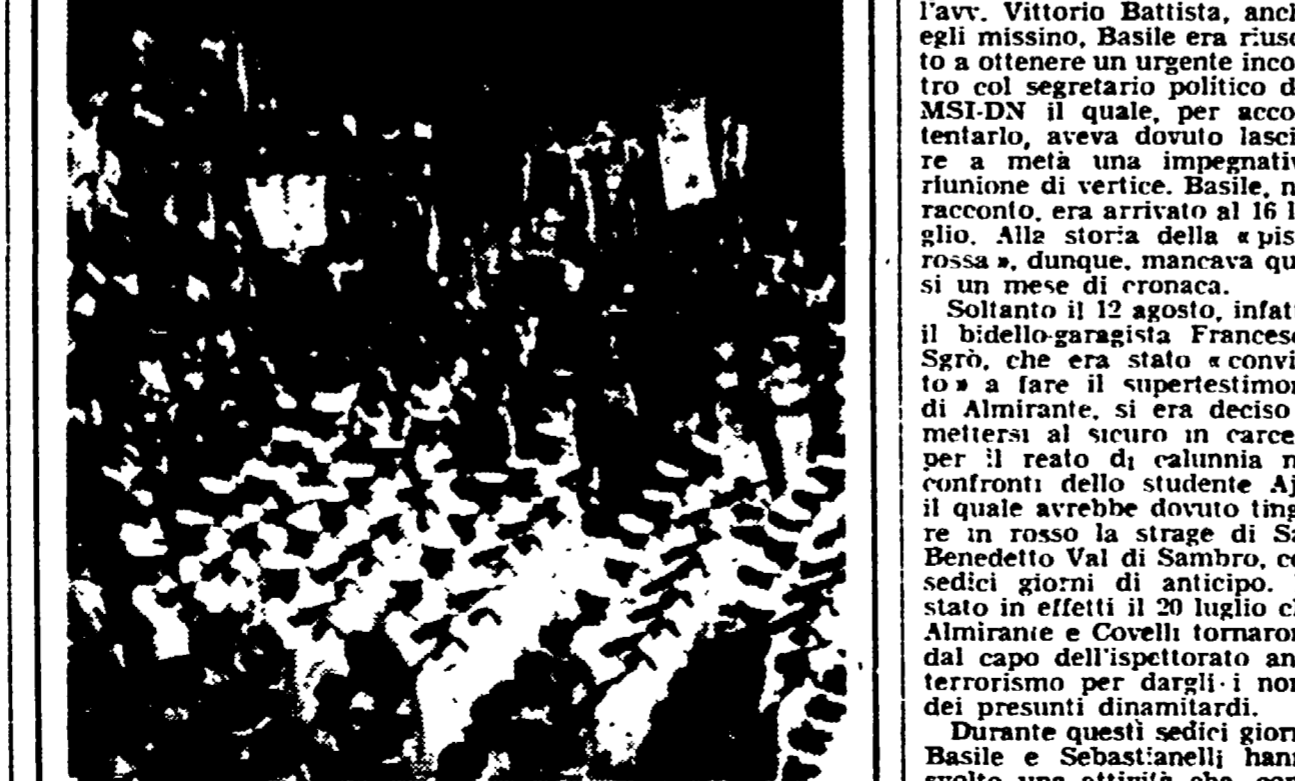 l'avv. Vittorio Battista, anch
egli missino, Basile era riusc
to a ottenere un urgente inco
tro col segretario politico d
MSI-DN il quale, per acco
tentarlo, aveva dovuto lasci
re a metà una impegnativ
riunione di vertice. Basile, n
racconto, era arrivato al 16 l
glio. Alla storia della « pis
rossa », dunque, mancava qu
si un mese di cronaca.
Soltanto il 12 agosto, infat
il bidello-garagista Frances
Sgrò, che era stato « convi
to » a fare il supertestimon
di Almirante, si era deciso
mettersi al sicuro in carce
per il reato di calunnia n
confronti dello studente Aj
il quale avrebbe dovuto ting
re in rosso la strage di Sa
Benedetto Val di Sambro, co
sedici giorni di anticipo.
stato in effetti il 20 luglio c
Almirante e Covelli tornaron
dal capo dell'ispettorato an
terrorismo per dargli i nom
dei presunti dinamitardi.
Durante questi sedici giorn
Basile e Sebastianelli hann
svolto una attività che